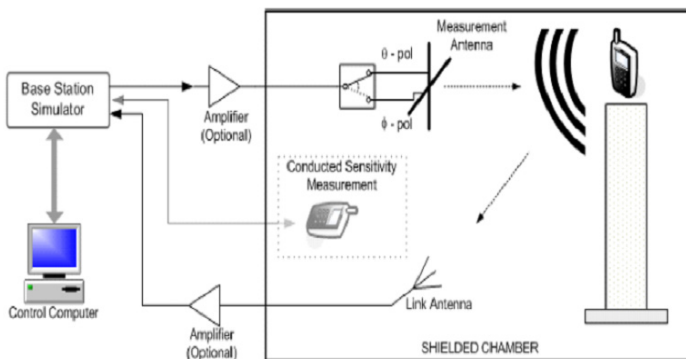 Measurement
Antenna
θ - pol
Base Station
Simulator
Amplifier
(Optional)
ϕ - pol
Conducted Sensitivity
Measurement
Control Computer
Amplifier
(Optional)
Link Antenna
SHIELDED CHAMBER